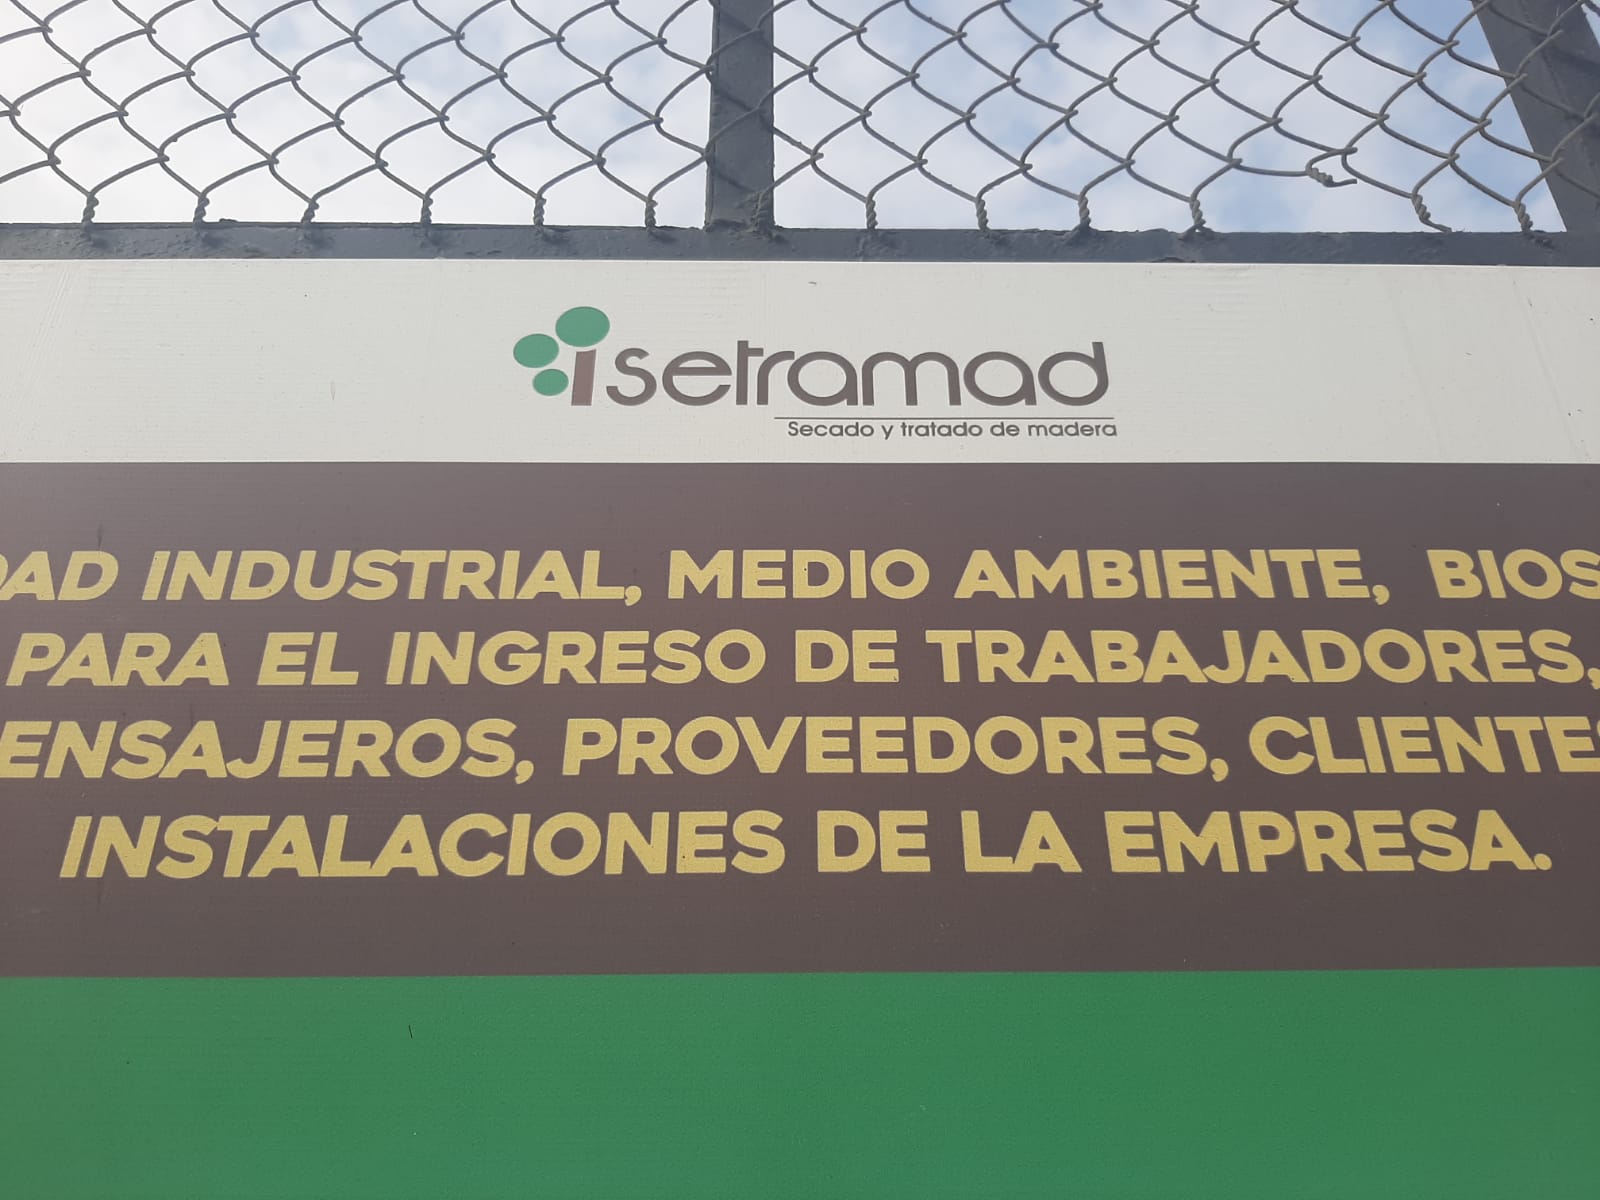 isetramad
Secado y tratado de madera
DAD INDUSTRIAL, MEDIO AMBIENTE, BIOS
PARA EL INGRESO DE TRABAJADORES,
ENSAJEROS, PROVEEDORES, CLIENTES
INSTALACIONES DE LA EMPRESA.